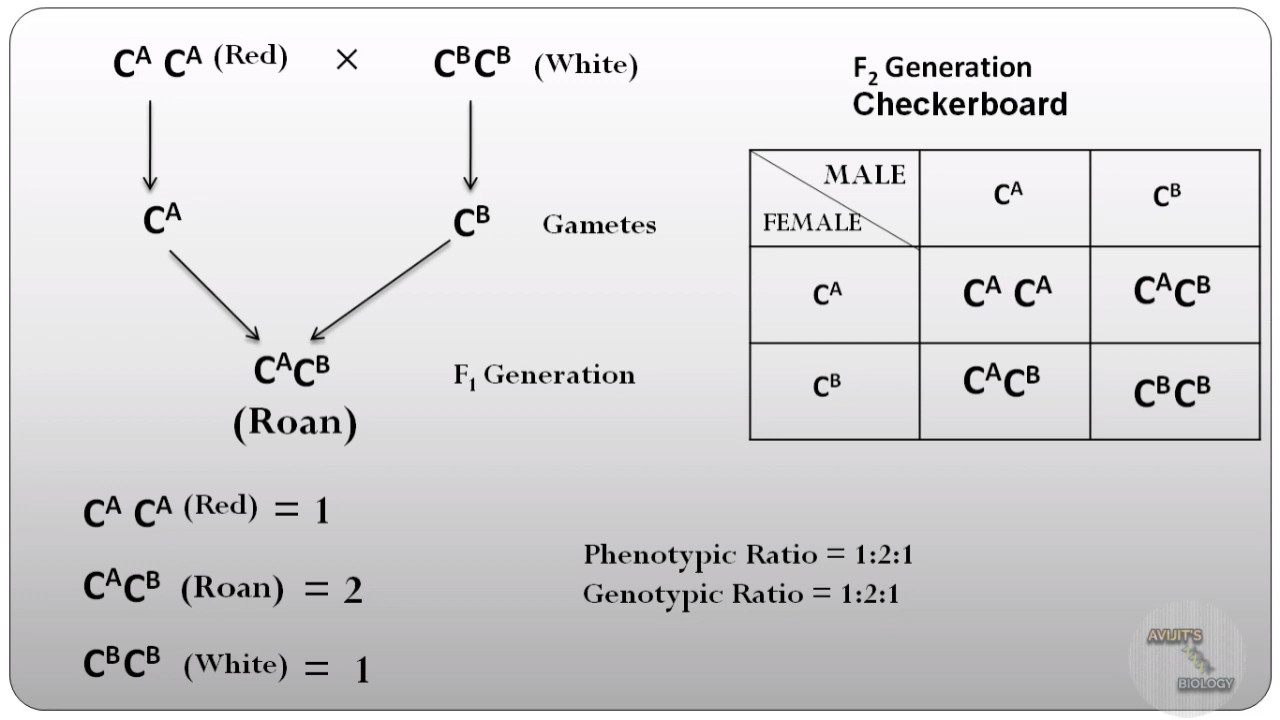 Cᴬ Cᴬ (Red) × CᴮCᴮ (White)
Cᴬ Cᴮ Gametes
CᴬCᴮ F₁ Generation
(Roan)
Cᴬ Cᴬ (Red) = 1
CᴬCᴮ (Roan) = 2
CᴮCᴮ (White) = 1
F₂ Generation
Checkerboard
MALE Cᴬ Cᴮ
FEMALE
Cᴬ Cᴬ Cᴬ CᴬCᴮ
Cᴮ CᴬCᴮ CᴮCᴮ
Phenotypic Ratio = 1:2:1
Genotypic Ratio = 1:2:1
AVIJIT'S
BIOLOGY